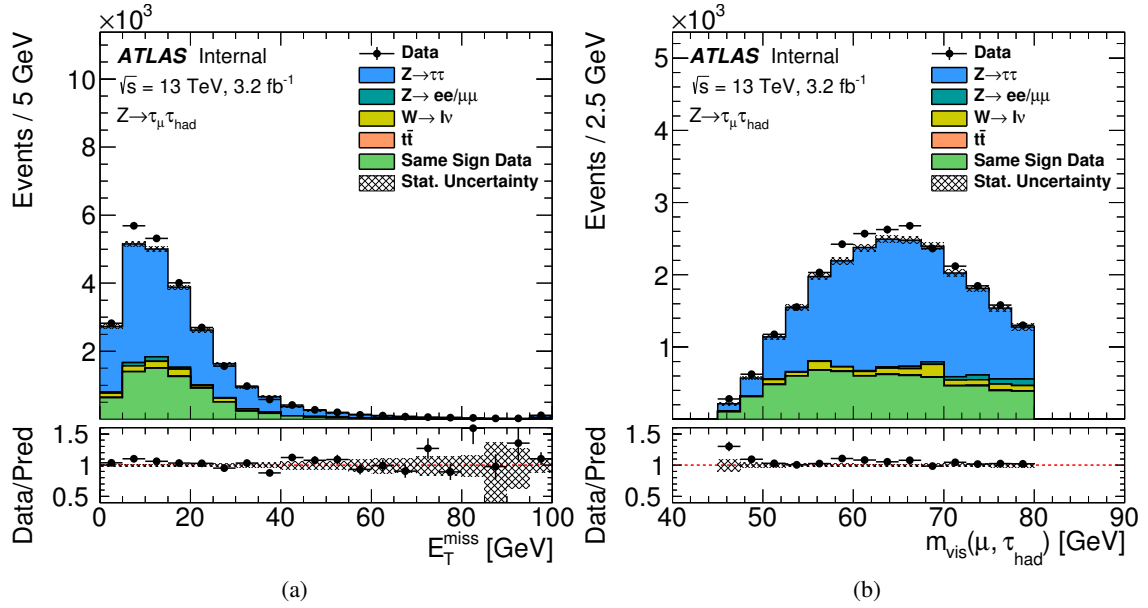 ×10³
Events / 5 GeV
10
8
6
4
2
ATLAS Internal
√s = 13 TeV, 3.2 fb⁻¹
Z→τμτhad
Data
Z→ττ
Z→ ee/μμ
W→ lν
tt̄
Same Sign Data
Stat. Uncertainty
Data/Pred
1.5
1
0.5
0 20 40 60 80 100
E_T^miss [GeV]
(a)
×10³
Events / 2.5 GeV
5
4
3
2
1
ATLAS Internal
√s = 13 TeV, 3.2 fb⁻¹
Z→τμτhad
Data
Z→ττ
Z→ ee/μμ
W→ lν
tt̄
Same Sign Data
Stat. Uncertainty
Data/Pred
1.5
1
0.5
40 50 60 70 80 90
m_vis(μ, τ_had) [GeV]
(b)